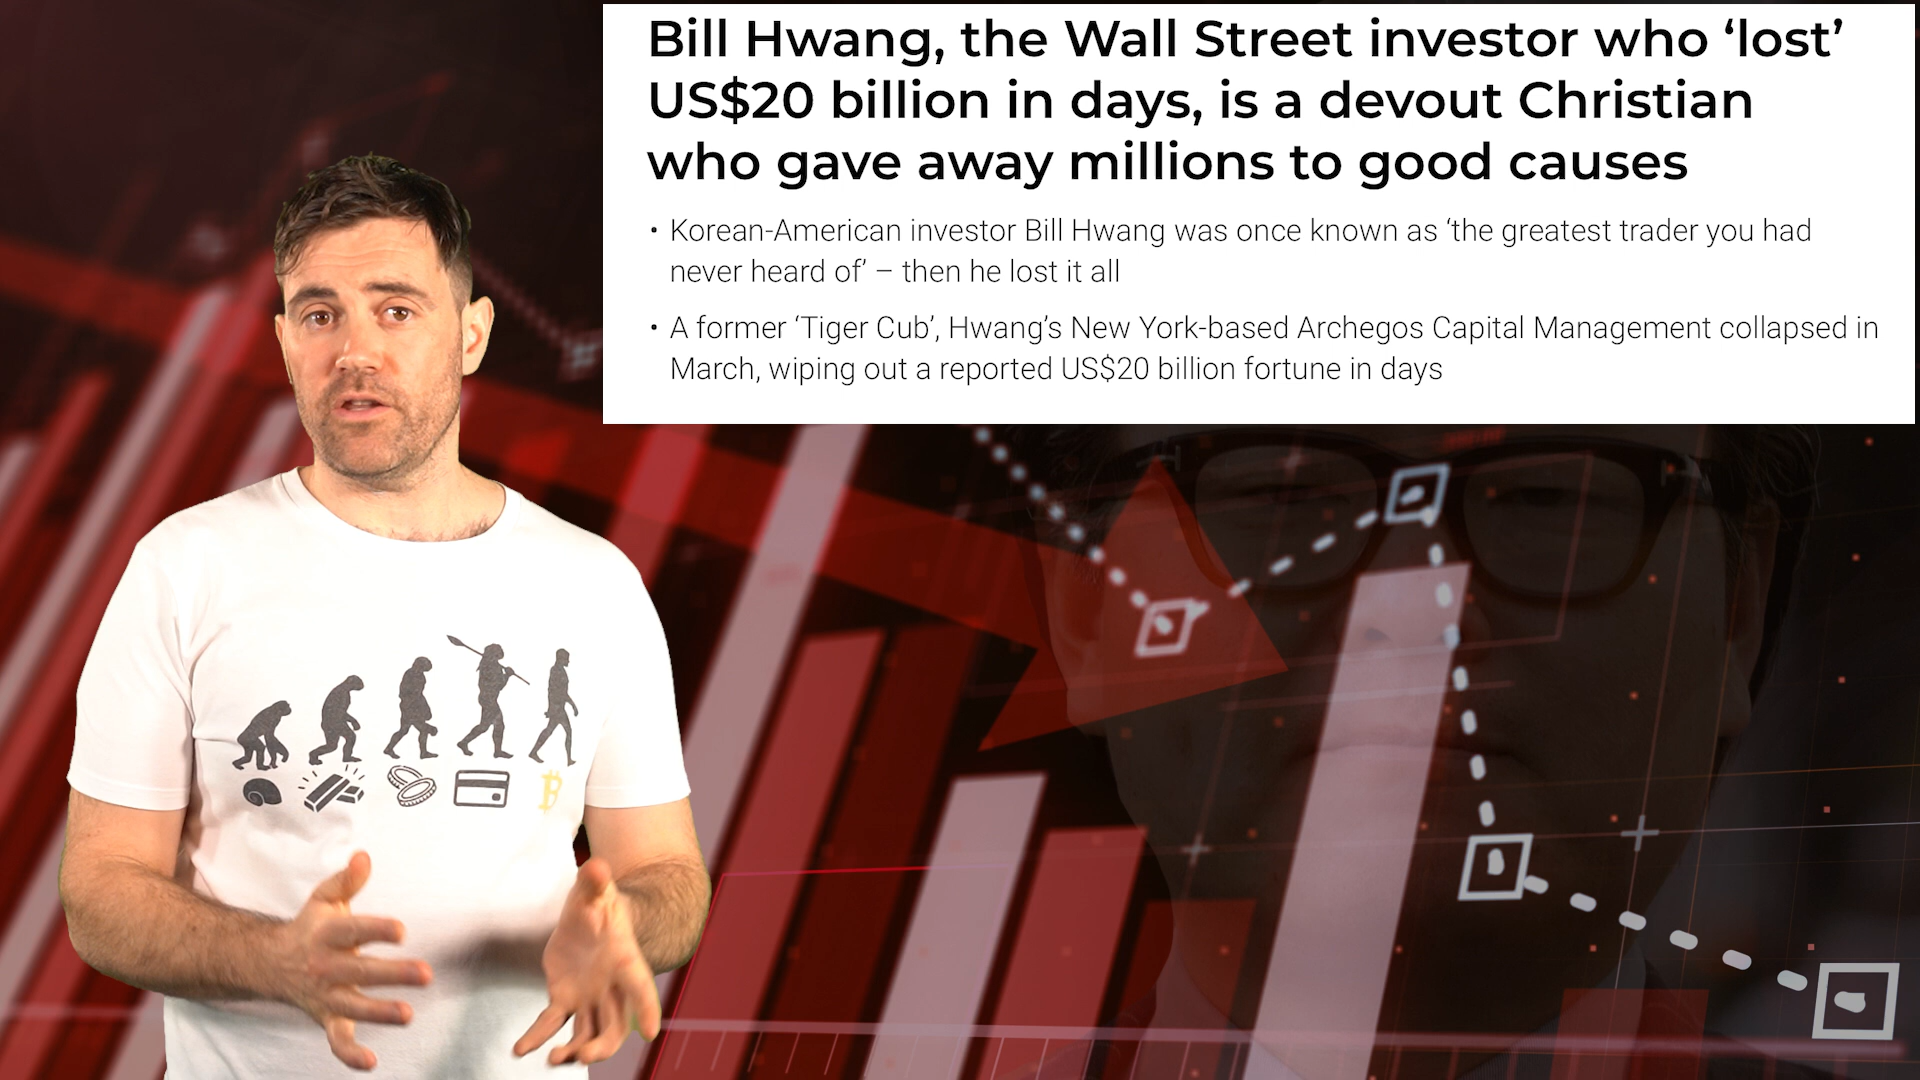 Bill Hwang, the Wall Street investor who ‘lost’
US$20 billion in days, is a devout Christian
who gave away millions to good causes
• Korean-American investor Bill Hwang was once known as ‘the greatest trader you had
never heard of’ – then he lost it all
• A former ‘Tiger Cub’, Hwang’s New York-based Archegos Capital Management collapsed in
March, wiping out a reported US$20 billion fortune in days